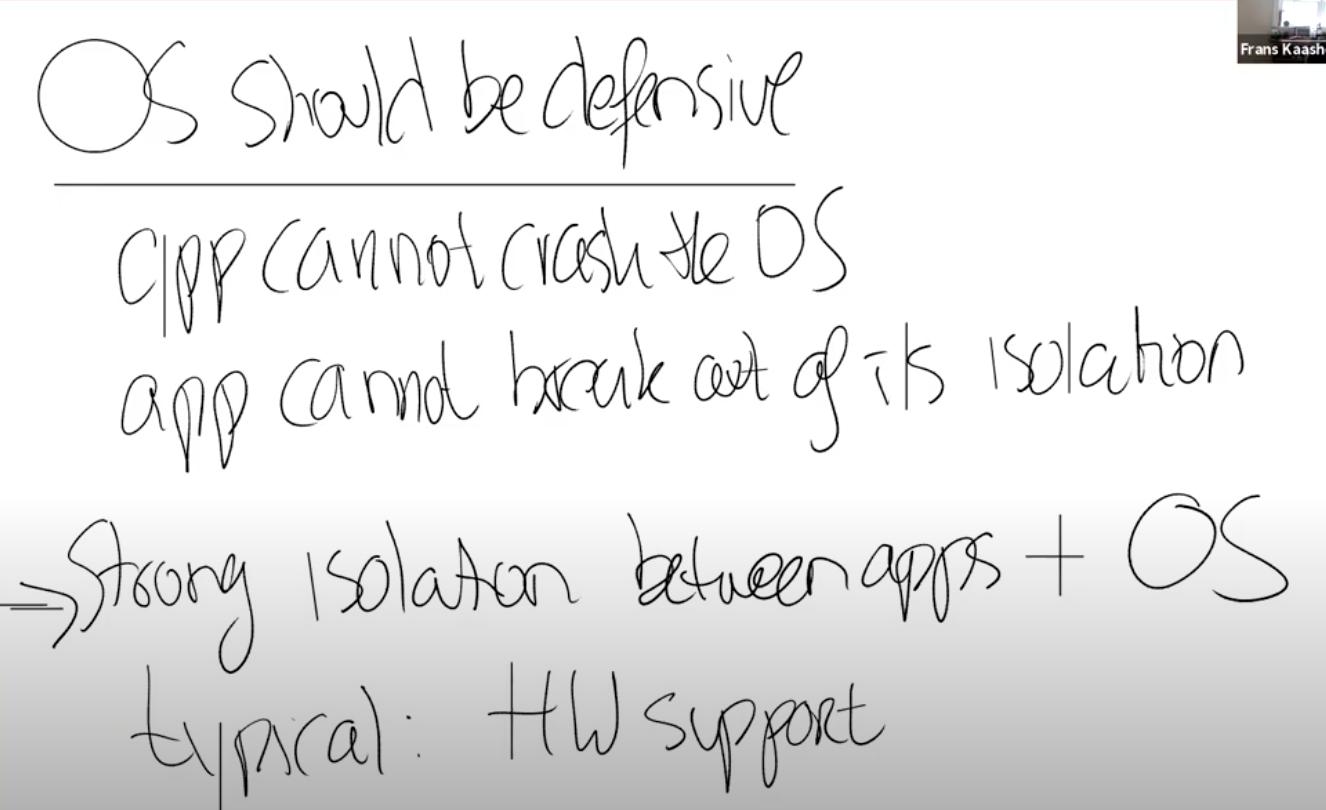 OS should be defensive
app cannot crash the OS
app cannot break out of its isolation
⇒ Strong isolation between apps + OS
typical: HW support
Frans Kaash